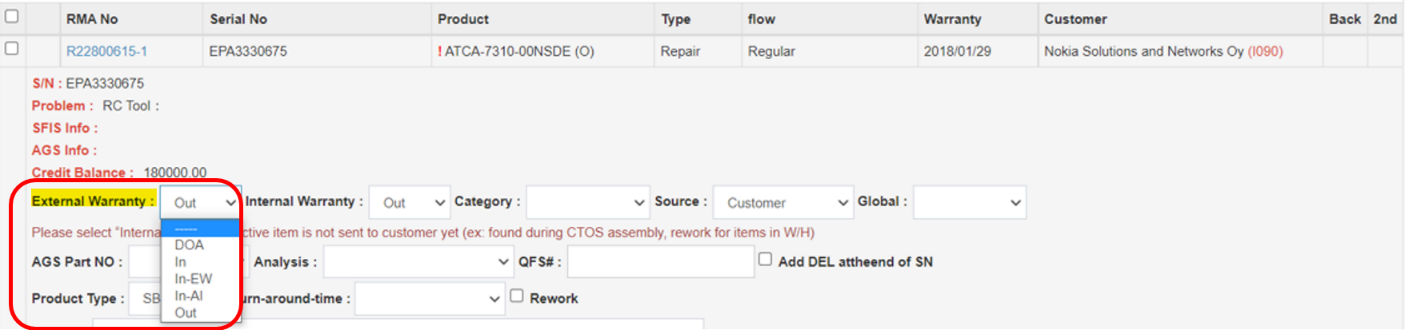 RMA No Serial No Product Type flow Warranty Customer Back 2nd
R22800615-1 EPA3330675 ! ATCA-7310-00NSDE (O) Repair Regular 2018/01/29 Nokia Solutions and Networks Oy (I090)
S/N : EPA3330675
Problem : RC Tool :
SFIS Info :
AGS Info :
Credit Balance : 180000.00
External Warranty : Out Internal Warranty : Out Category : Source : Customer Global :
-----
Please select "Interna ctive item is not sent to customer yet (ex: found during CTOS assembly, rework for items in W/H)
DOA
AGS Part NO : In Analysis : QFS# : Add DEL attheend of SN
In-EW
Product Type : SB In-AI urn-around-time : Rework
Out